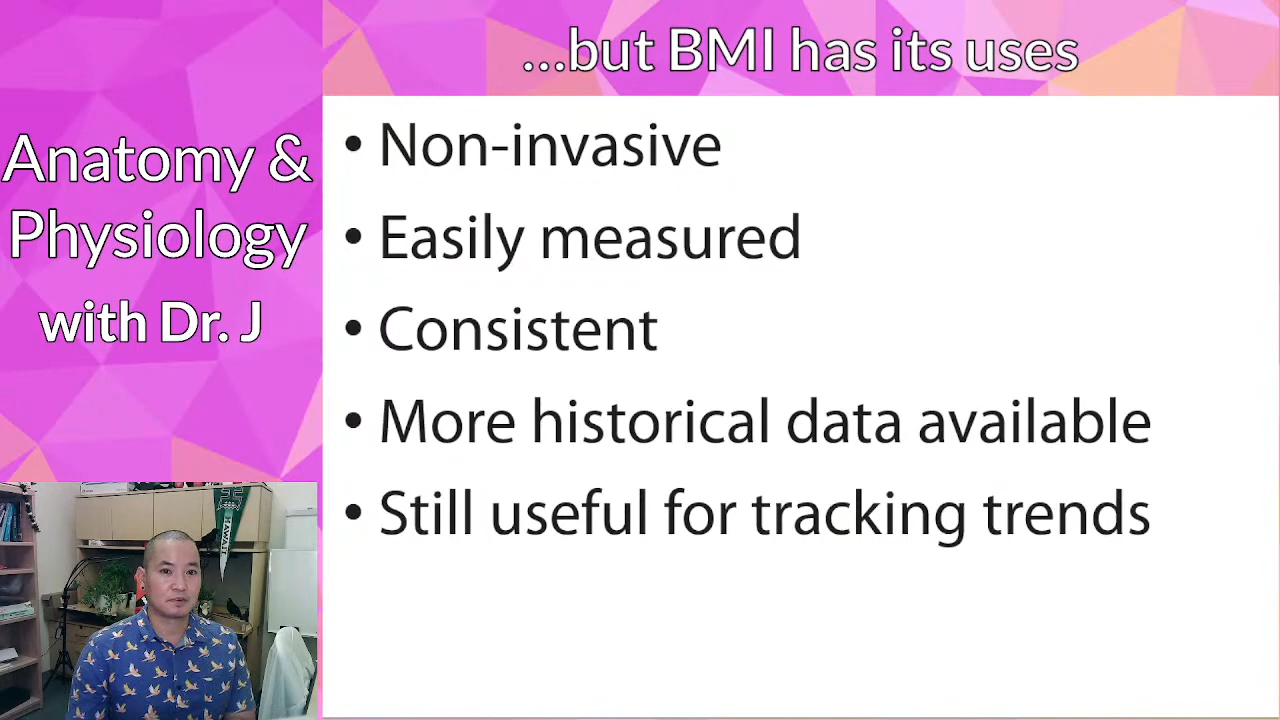 Anatomy &
Physiology
with Dr. J
...but BMI has its uses
• Non-invasive
• Easily measured
• Consistent
• More historical data available
• Still useful for tracking trends